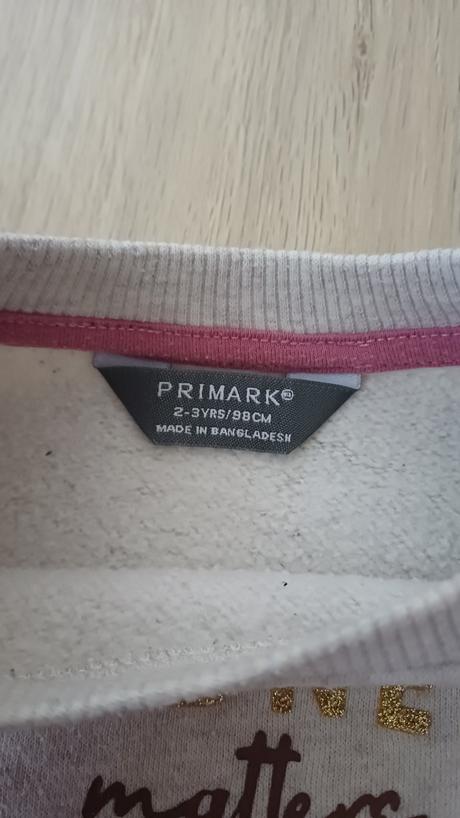 PRIMARK®
2-3YRS/98CM
MADE IN BANGLADESH
matters